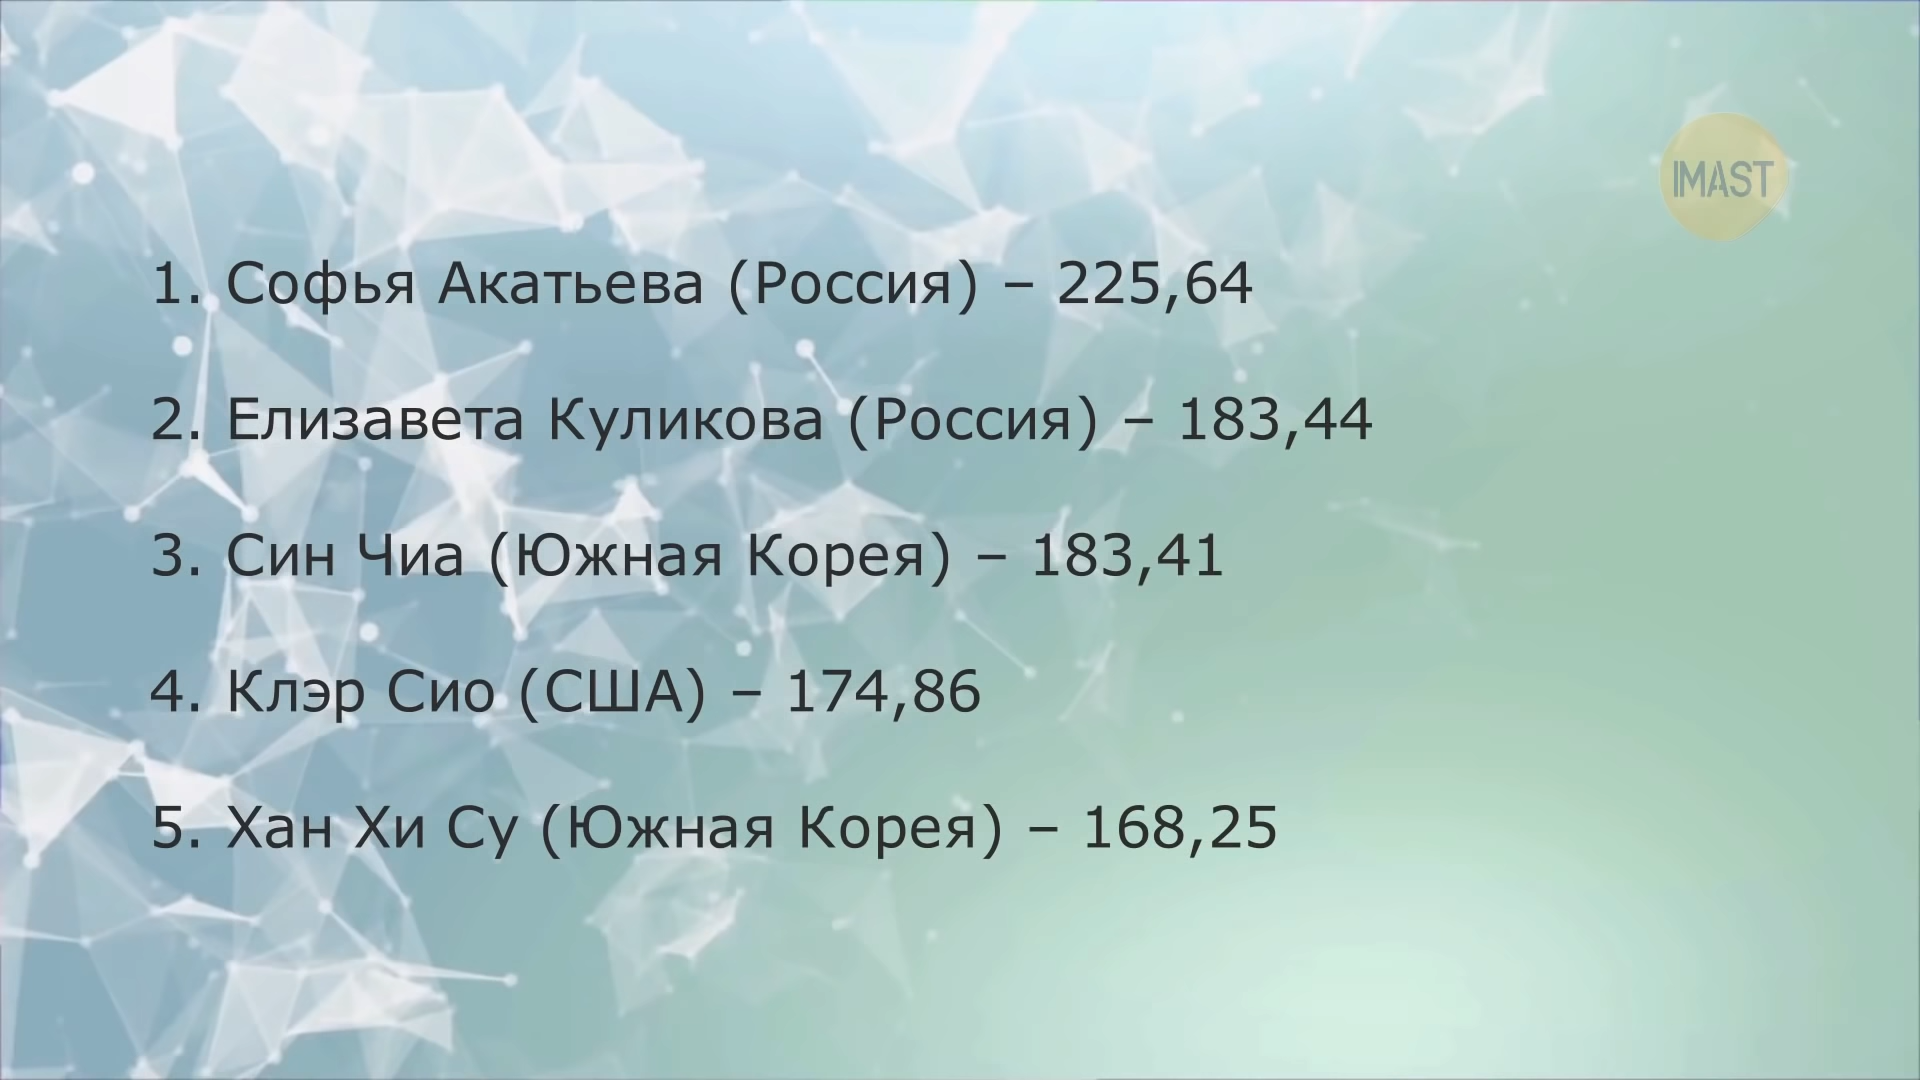 IMAST
1. Софья Акатьева (Россия) – 225,64
2. Елизавета Куликова (Россия) – 183,44
3. Син Чиа (Южная Корея) – 183,41
4. Клэр Сио (США) – 174,86
5. Хан Хи Су (Южная Корея) – 168,25